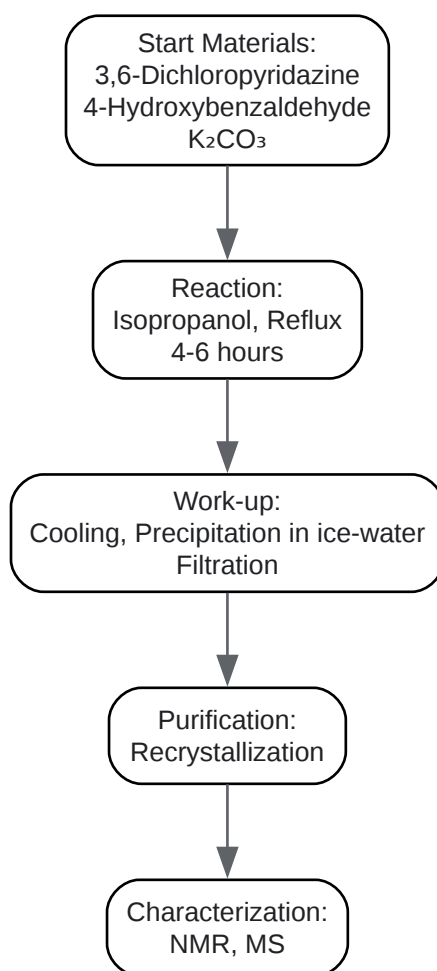 Start Materials:
3,6-Dichloropyridazine
4-Hydroxybenzaldehyde
K₂CO₃
Reaction:
Isopropanol, Reflux
4-6 hours
Work-up:
Cooling, Precipitation in ice-water
Filtration
Purification:
Recrystallization
Characterization:
NMR, MS